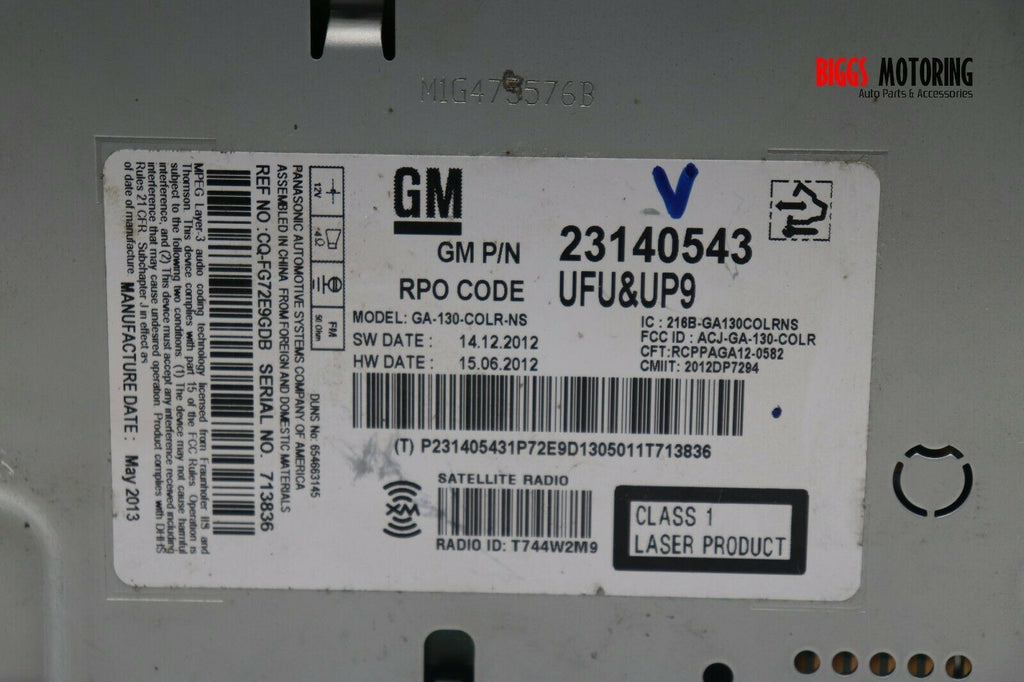 BIGGS MOTORING
Auto Parts & Accessories
GM
V
GM P/N 23140543
RPO CODE UFU&UP9
MODEL: GA-130-COLR-NS
SW DATE : 14.12.2012
HW DATE : 15.06.2012
IC : 216B-GA130COLRNS
FCC ID : ACJ-GA-130-COLR
CFT:RCPPAGA12-0582
CMIIT: 2012DP7294
(T) P231405431P72E9D1305011T713836
SATELLITE RADIO
RADIO ID: T744W2M9
CLASS 1
LASER PRODUCT
12V
4Ω
FM
50 Ohm
DUNS No: 654663145
PANASONIC AUTOMOTIVE SYSTEMS COMPANY OF AMERICA
ASSEMBLED IN CHINA FROM FOREIGN AND DOMESTIC MATERIALS
REF NO : CQ-FG72E9GDB SERIAL NO. 713836
MPEG Layer-3 audio coding technology licensed from Fraunhofer IIS and
Thomson. This device complies with part 15 of the FCC Rules. Operation is
subject to the following two conditions: (1) The device may not cause harmful
interference, and (2) This device must accept any interference received,including
interference that may cause undesired operation. Product complies with DHHS
Rules 21 CFR, Subchapter J in effect as
of date of manufacture. MANUFACTURE DATE : May 2013